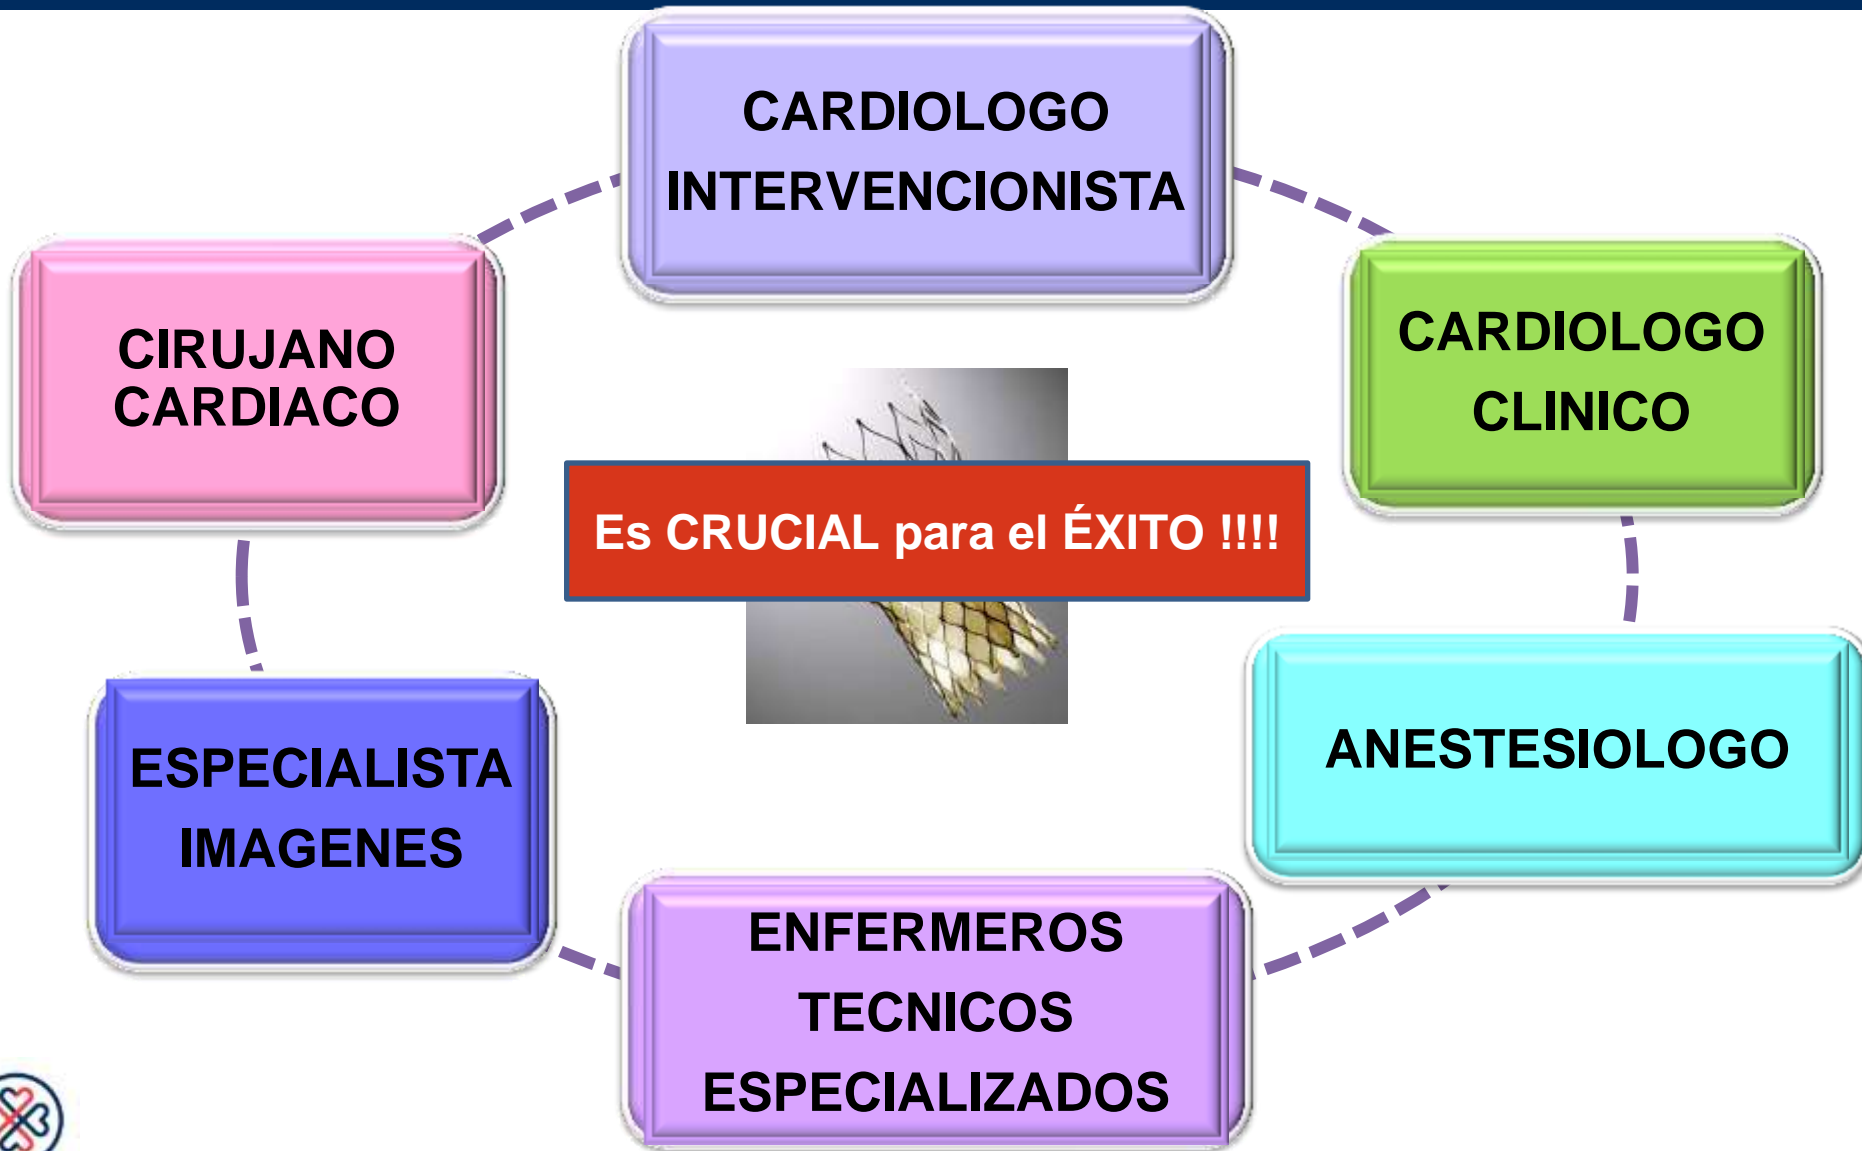 CARDIOLOGO
INTERVENCIONISTA
CIRUJANO
CARDIACO
CARDIOLOGO
CLINICO
Es CRUCIAL para el ÉXITO !!!!
ESPECIALISTA
IMAGENES
ANESTESIOLOGO
ENFERMEROS
TECNICOS
ESPECIALIZADOS